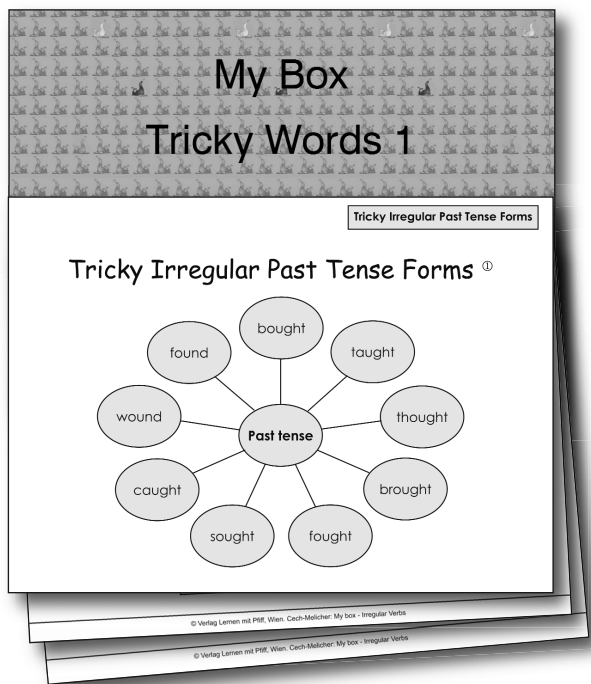 My Box
Tricky Words 1
Tricky Irregular Past Tense Forms
Tricky Irregular Past Tense Forms ①
bought
found
taught
wound
thought
Past tense
caught
brought
sought
fought
© Verlag Lernen mit Pfiff, Wien. Cech-Melicher: My box - Irregular Verbs
© Verlag Lernen mit Pfiff, Wien. Cech-Melicher: My box - Irregular Verbs